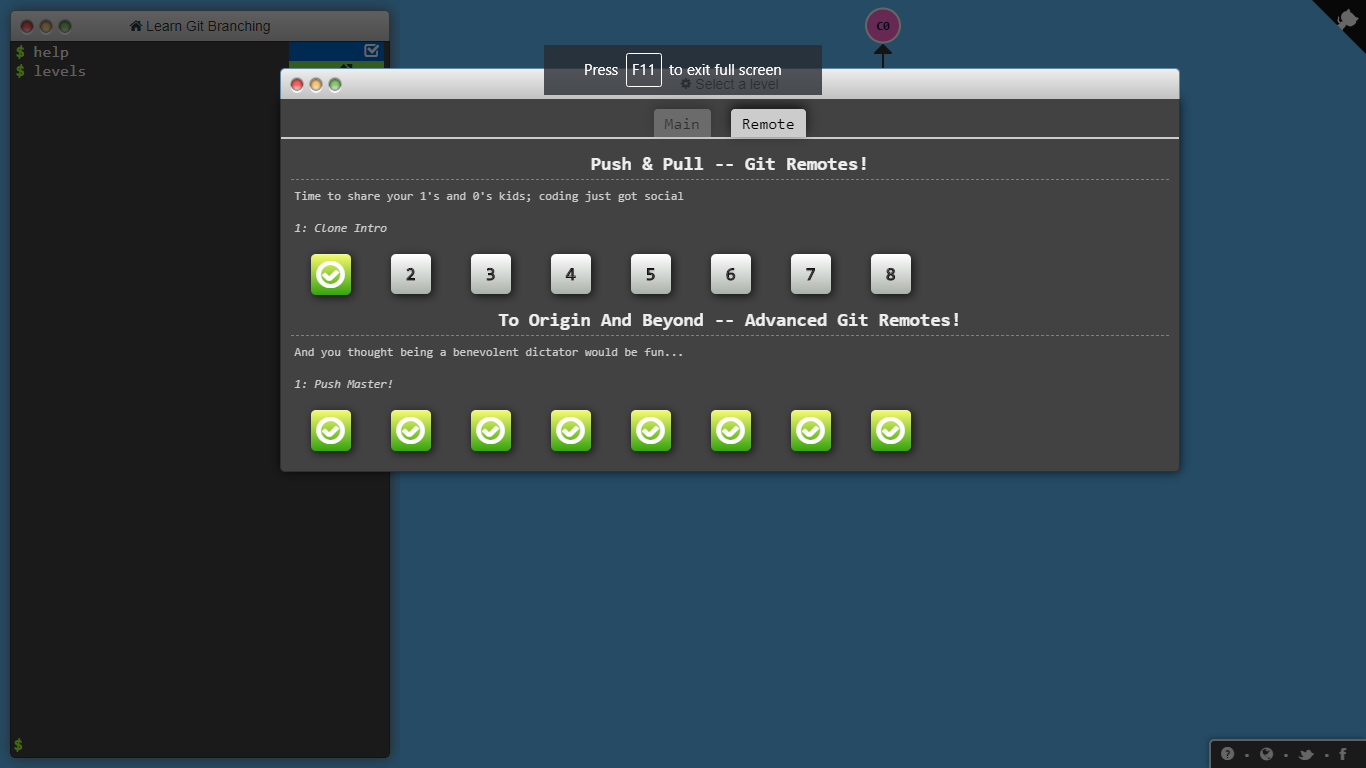 Learn Git Branching
$ help
$ levels
C0
Press F11 to exit full screen
Select a level
Main Remote
Push & Pull -- Git Remotes!
Time to share your 1's and 0's kids; coding just got social
1: Clone Intro
2 3 4 5 6 7 8
To Origin And Beyond -- Advanced Git Remotes!
And you thought being a benevolent dictator would be fun...
1: Push Master!
$